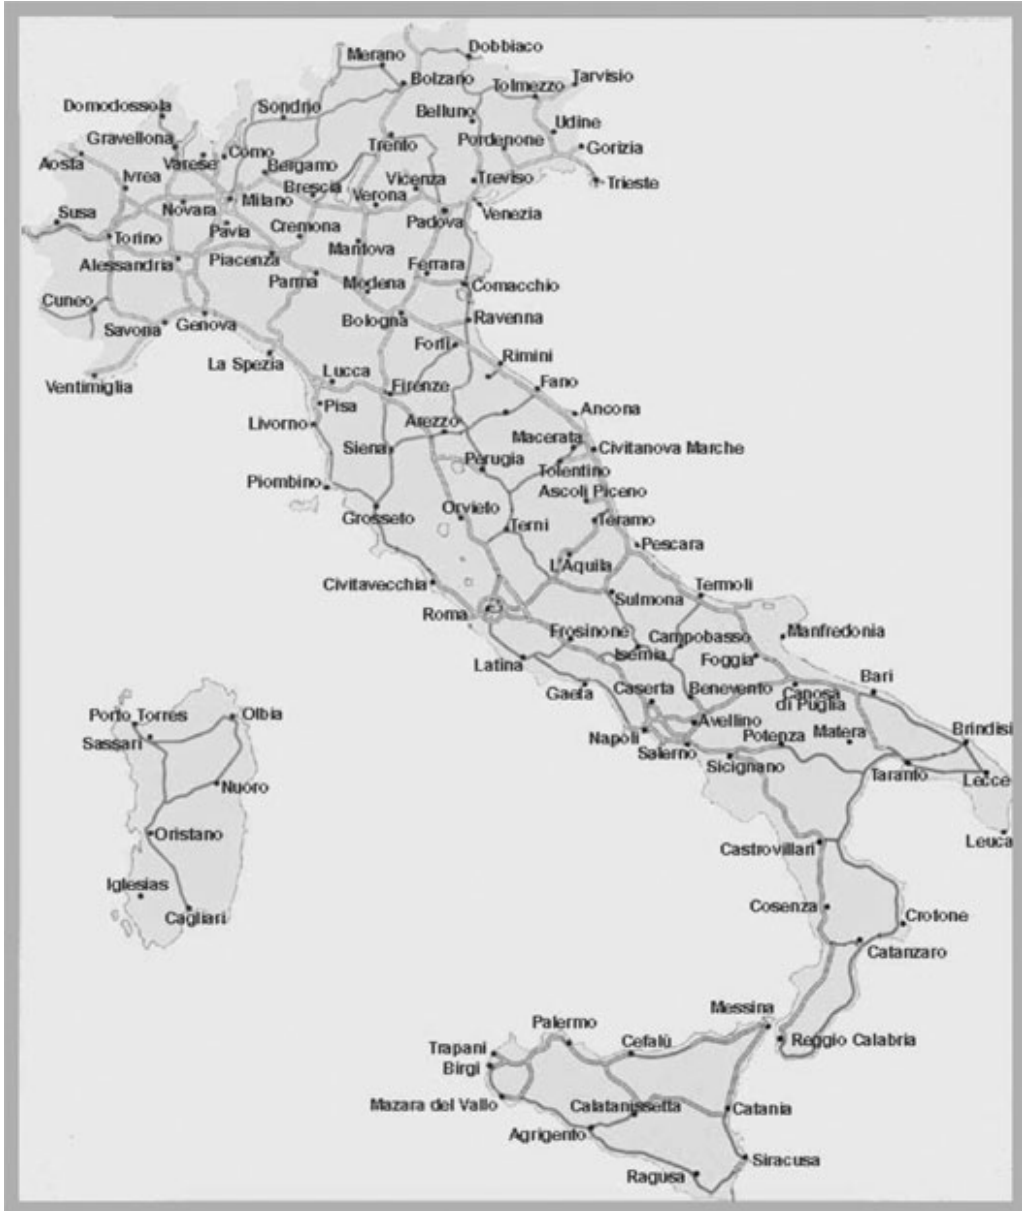 Dobbiaco
Merano
Bolzano
Tarvisio
Tolmezzo
Domodossola
Sondrio
Belluno
Udine
Gravellona
Trento
Pordenone
Gorizia
Aosta
Varese
Como
Bergamo
Ivrea
Brescia
Vicenza
Treviso
Trieste
Verona
Novara
Milano
Venezia
Susa
Pavia
Cremona
Padova
Torino
Mantova
Alessandria
Piacenza
Ferrara
Parma
Modena
Comacchio
Cuneo
Savona
Genova
Bologna
Ravenna
Forlì
La Spezia
Rimini
Lucca
Ventimiglia
Firenze
Fano
Pisa
Ancona
Livorno
Arezzo
Macerata
Siena
Civitanova Marche
Perugia
Tolentino
Piombino
Ascoli Piceno
Orvieto
Grosseto
Terni
Teramo
Pescara
L'Aquila
Civitavecchia
Termoli
Sulmona
Roma
Frosinone
Campobasso
Manfredonia
Isernia
Foggia
Latina
Gaeta
Caserta
Benevento
Canosa
di Puglia
Bari
Porto Torres
Olbia
Avellino
Sassari
Napoli
Potenza
Matera
Brindisi
Salerno
Sicignano
Taranto
Lecce
Nuoro
Oristano
Leuca
Castrovillari
Iglesias
Cosenza
Cagliari
Crotone
Catanzaro
Messina
Palermo
Cefalù
Reggio Calabria
Trapani
Birgi
Mazara del Vallo
Calatanissetta
Catania
Agrigento
Siracusa
Ragusa